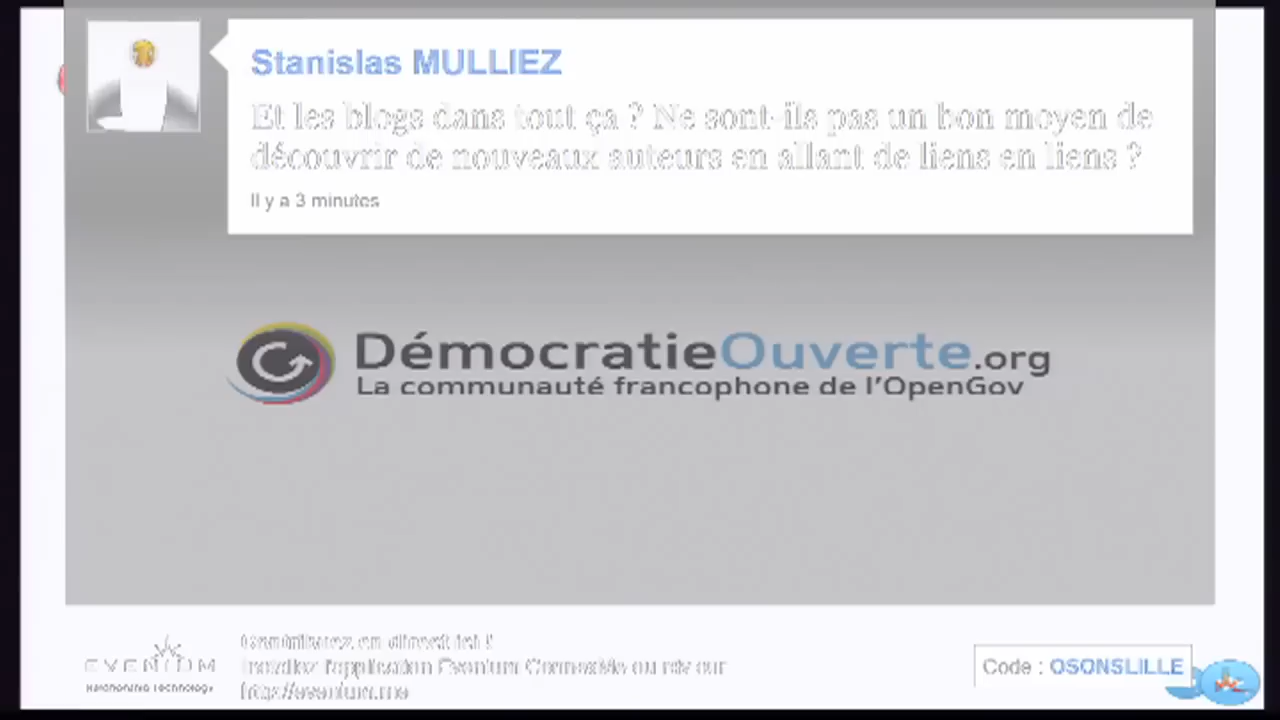 Stanislas MULLIEZ
Et les blogs dans tout ça ? Ne sont-ils pas un bon moyen de
découvrir de nouveaux auteurs en allant de liens en liens ?
Il y a 3 minutes
DémocratieOuverte.org
La communauté francophone de l'OpenGov
Contribuez en direct ici !
Installez l'application Evenium ConnexMe ou rdv sur
http://evenium.me
EVENIUM
Code : OSONSLILLE